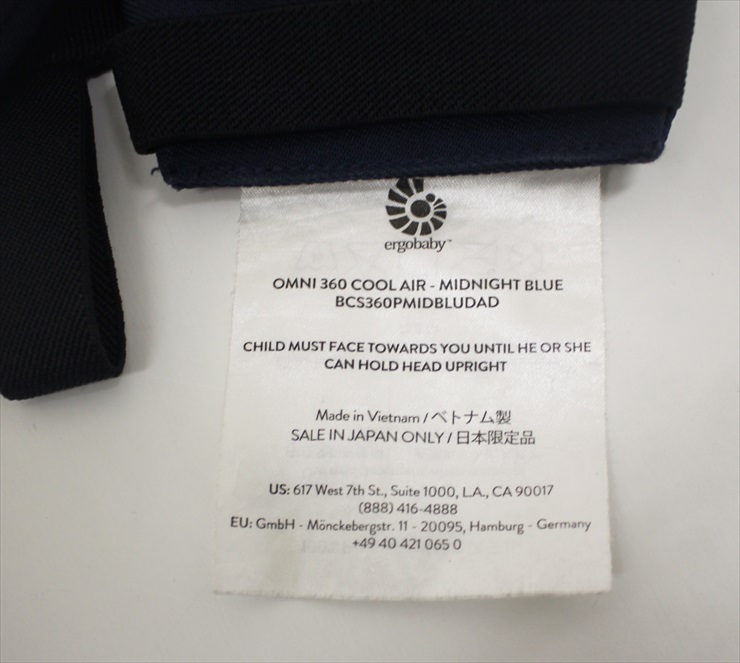 ergobaby™
OMNI 360 COOL AIR - MIDNIGHT BLUE
BCS360PMIDBLUDAD
CHILD MUST FACE TOWARDS YOU UNTIL HE OR SHE
CAN HOLD HEAD UPRIGHT
Made in Vietnam / ベトナム製
SALE IN JAPAN ONLY / 日本限定品
US: 617 West 7th St., Suite 1000, L.A., CA 90017
(888) 416-4888
EU: GmbH - Mönckebergstr. 11 - 20095, Hamburg - Germany
+49 40 421 065 0